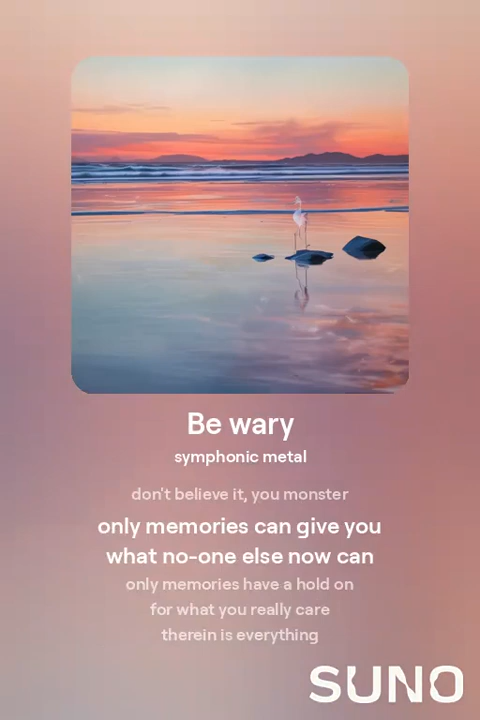 Be wary
symphonic metal
don't believe it, you monster
only memories can give you
what no-one else now can
only memories have a hold on
for what you really care
therein is everything
SUNO